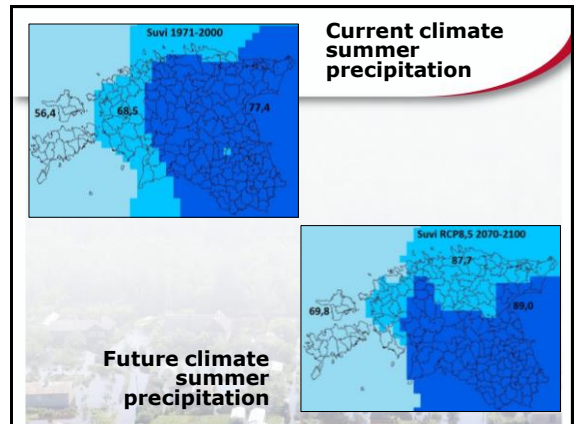 Current climate
summer
precipitation
Suvi 1971-2000
56,4
68,5
77,4
Suvi RCP8,5 2070-2100
87,7
69,8
89,0
Future climate
summer
precipitation